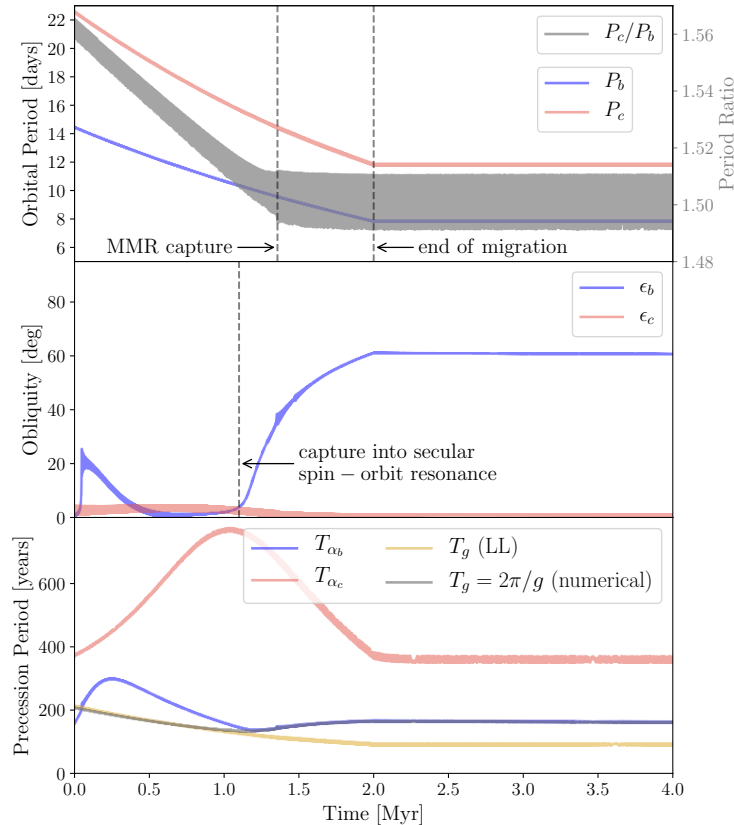 22
20
18
16
14
12
10
8
6
Orbital Period [days]
P_c/P_b
P_b
P_c
1.56
1.54
1.52
1.50
1.48
Period Ratio
MMR capture
end of migration
80
60
40
20
0
Obliquity [deg]
ϵ_b
ϵ_c
capture into secular
spin − orbit resonance
600
400
200
0
Precession Period [years]
T_{α_b}
T_{α_c}
T_g (LL)
T_g = 2π/g (numerical)
0.0 0.5 1.0 1.5 2.0 2.5 3.0 3.5 4.0
Time [Myr]